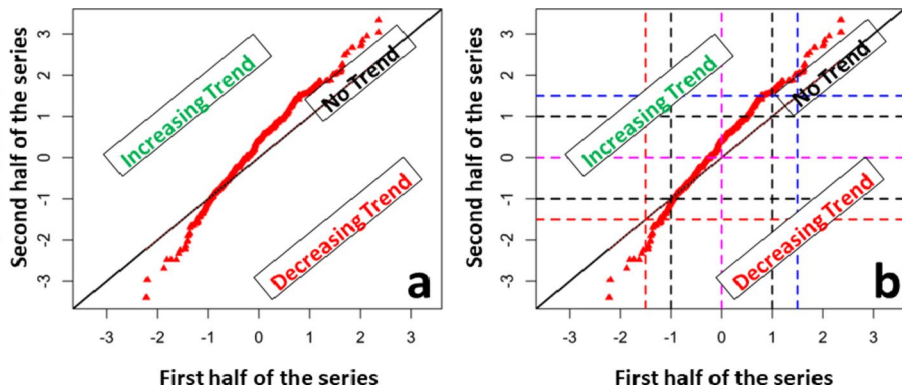 Second half of the series
3
2
1
0
-1
-2
-3
Increasing Trend
No Trend
Decreasing Trend
a
-3
-2
-1
0
1
2
3
First half of the series
Second half of the series
3
2
1
0
-1
-2
-3
Increasing Trend
No Trend
Decreasing Trend
b
-3
-2
-1
0
1
2
3
First half of the series